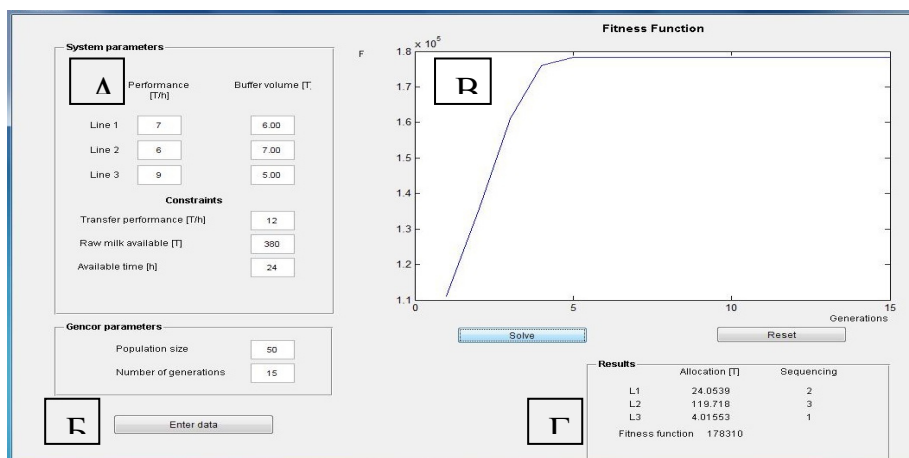 Fitness Function
System parameters
А
Performance
[T/h]
Buffer volume [T]
Line 1 7 6.00
Line 2 6 7.00
Line 3 9 5.00
Constraints
Transfer performance [T/h] 12
Raw milk available [T] 380
Available time [h] 24
Gencor parameters
Population size 50
Number of generations 15
Б
Enter data
F
× 10⁵
В
1.8
1.7
1.6
1.5
1.4
1.3
1.2
1.1
0 5 10 15
Generations
Solve
Reset
Results
Allocation [T] Sequencing
L1 24.0539 2
L2 119.718 3
L3 4.01553 1
Fitness function 178310
Г